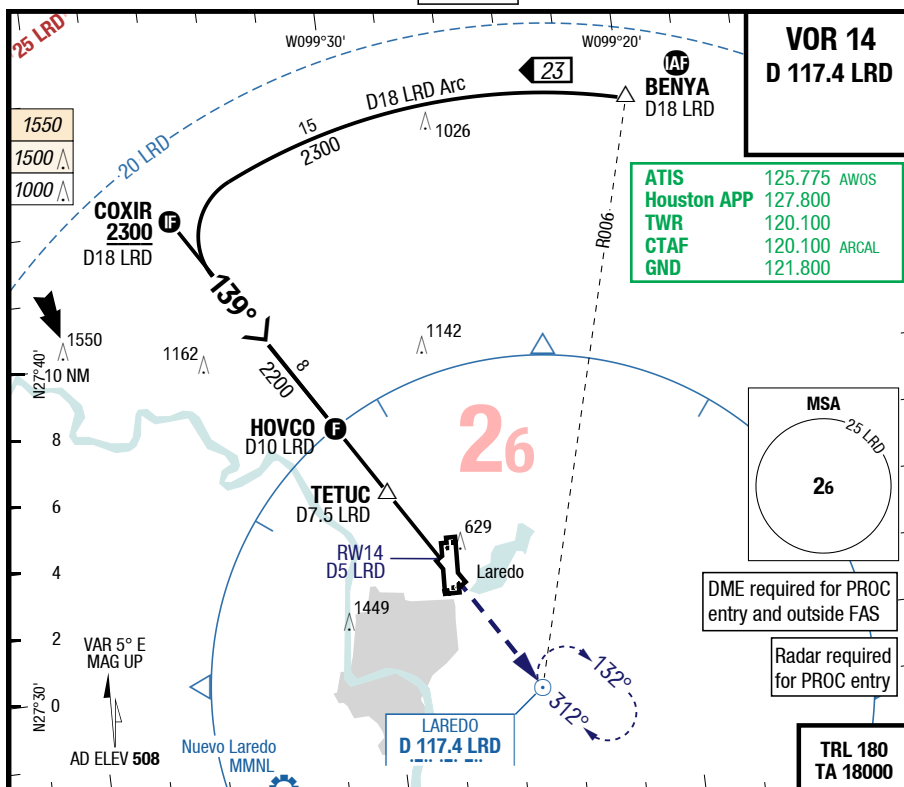 25 LRD
W099°30'
W099°20'
VOR 14
D 117.4 LRD
IAF
BENYA
D18 LRD
23
D18 LRD Arc
15
2300
1026
1550
1500
1000
20 LRD
ATIS 125.775 AWOS
Houston APP 127.800
TWR 120.100
CTAF 120.100 ARCAL
GND 121.800
COXIR
2300
D18 LRD
IF
R006
139°
1550
10 NM
N27°40'
1162
1142
8
2200
HOVCO
D10 LRD
F
26
MSA
25 LRD
26
8
6
4
2
0
TETUC
D7.5 LRD
629
RW14
D5 LRD
Laredo
1449
DME required for PROC
entry and outside FAS
Radar required
for PROC entry
VAR 5° E
MAG UP
N27°30'
AD ELEV 508
132°
312°
LAREDO
D 117.4 LRD
Nuevo Laredo
MMNL
TRL 180
TA 18000